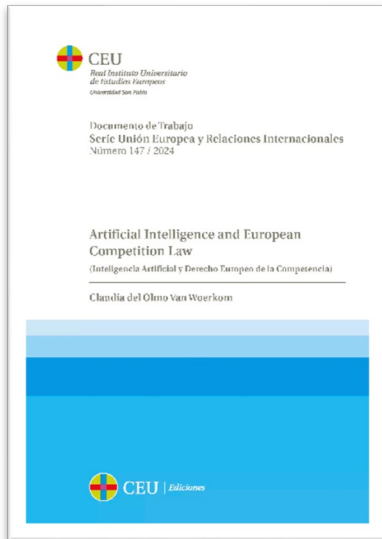 CEU
Real Instituto Universitario
de Estudios Europeos
Universidad San Pablo
Documento de Trabajo
Serie Unión Europea y Relaciones Internacionales
Número 147 / 2024
Artificial Intelligence and European
Competition Law
(Inteligencia Artificial y Derecho Europeo de la Competencia)
Claudia del Olmo Van Woerkom
CEU | Ediciones